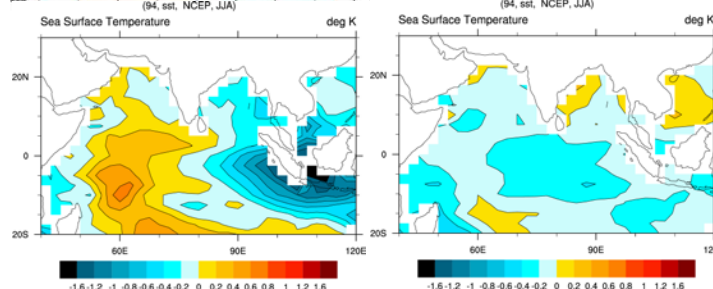 (94, sst, NCEP, JJA)
Sea Surface Temperature deg K
20N
0
20S
60E 90E 120E
-1.6-1.2 -1 -0.8-0.6-0.4-0.2 0 0.2 0.4 0.6 0.8 1 1.2 1.6
(94, sst, NCEP, JJA)
Sea Surface Temperature deg K
20N
0
20S
60E 90E 12
-1.6-1.2 -1 -0.8-0.6-0.4-0.2 0 0.2 0.4 0.6 0.8 1 1.2 1.6